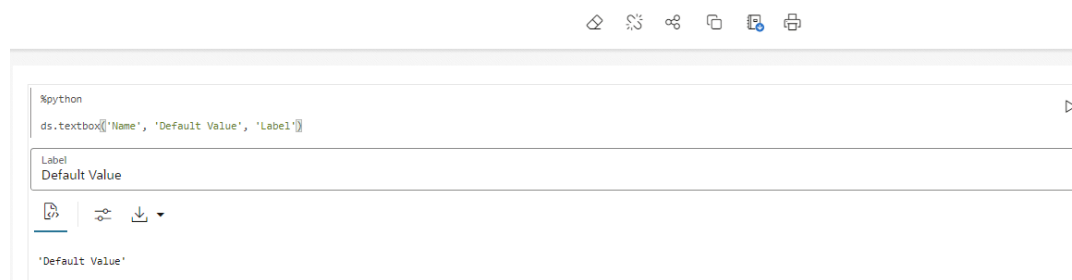 %python
ds.textbox('Name', 'Default Value', 'Label')
Label
Default Value
'Default Value'